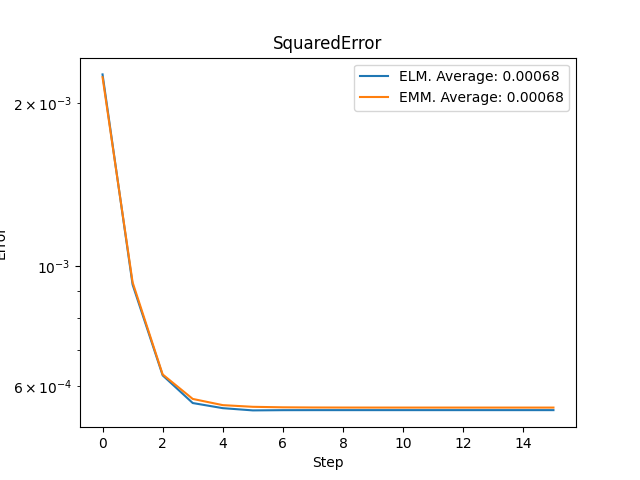 SquaredError
ELM. Average: 0.00068
EMM. Average: 0.00068
2 × 10⁻³
10⁻³
6 × 10⁻⁴
Error
0 2 4 6 8 10 12 14
Step